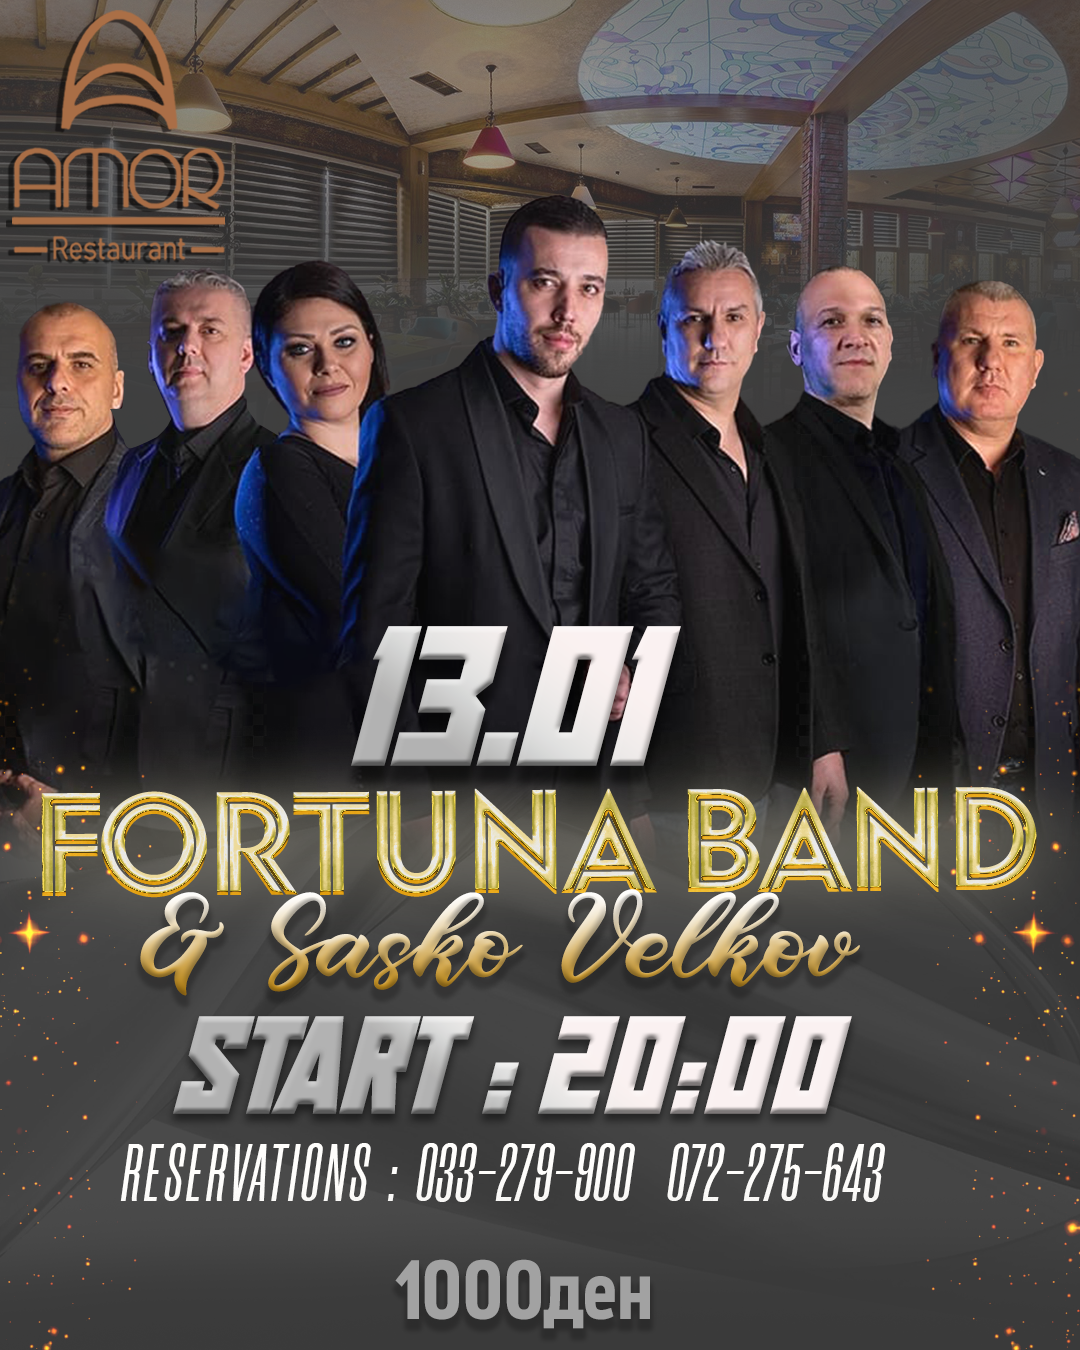 AMOR
Restaurant
13.01
FORTUNA BAND
& Sasko Velkov
START : 20:00
RESERVATIONS : 033-279-900 072-275-643
1000ден